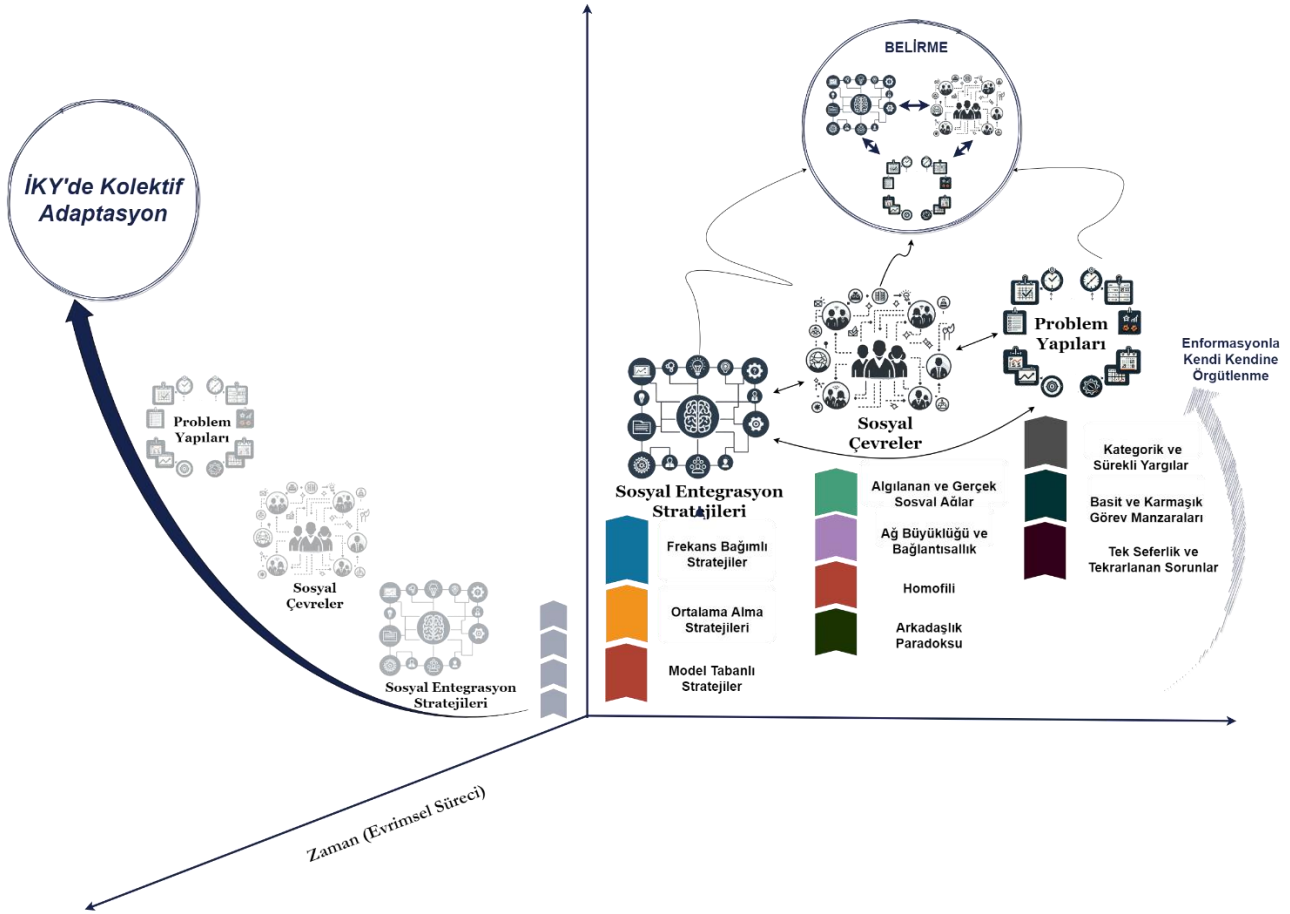 BELİRME
İKY'de Kolektif
Adaptasyon
Problem
Yapıları
Sosyal
Çevreler
Sosyal Entegrasyon
Stratejileri
Zaman (Evrimsel Süreci)
Sosyal Entegrasyon
Stratejileri
Frekans Bağımlı
Stratejiler
Ortalama Alma
Stratejileri
Model Tabanlı
Stratejiler
Sosyal
Çevreler
Algılanan ve Gerçek
Sosval Ağlar
Ağ Büyüklüğü ve
Bağlantısallık
Homofili
Arkadaşlık
Paradoksu
Problem
Yapıları
Kategorik ve
Sürekli Yargılar
Basit ve Karmaşık
Görev Manzaraları
Tek Seferlik ve
Tekrarlanan Sorunlar
Enformasyonla
Kendi Kendine
Örgütlenme